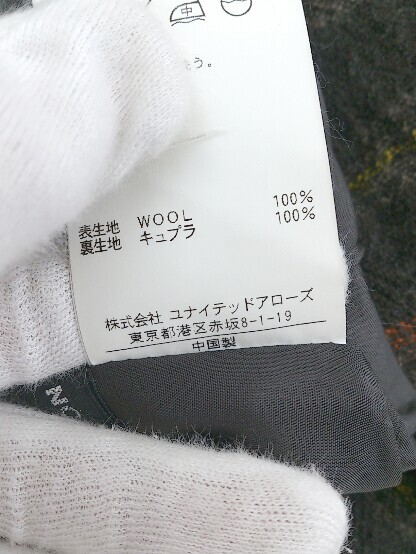 中
う。
表生地 WOOL 100%
裏生地 キュプラ 100%
株式会社 ユナイテッドアローズ
東京都港区赤坂8-1-19
中国製